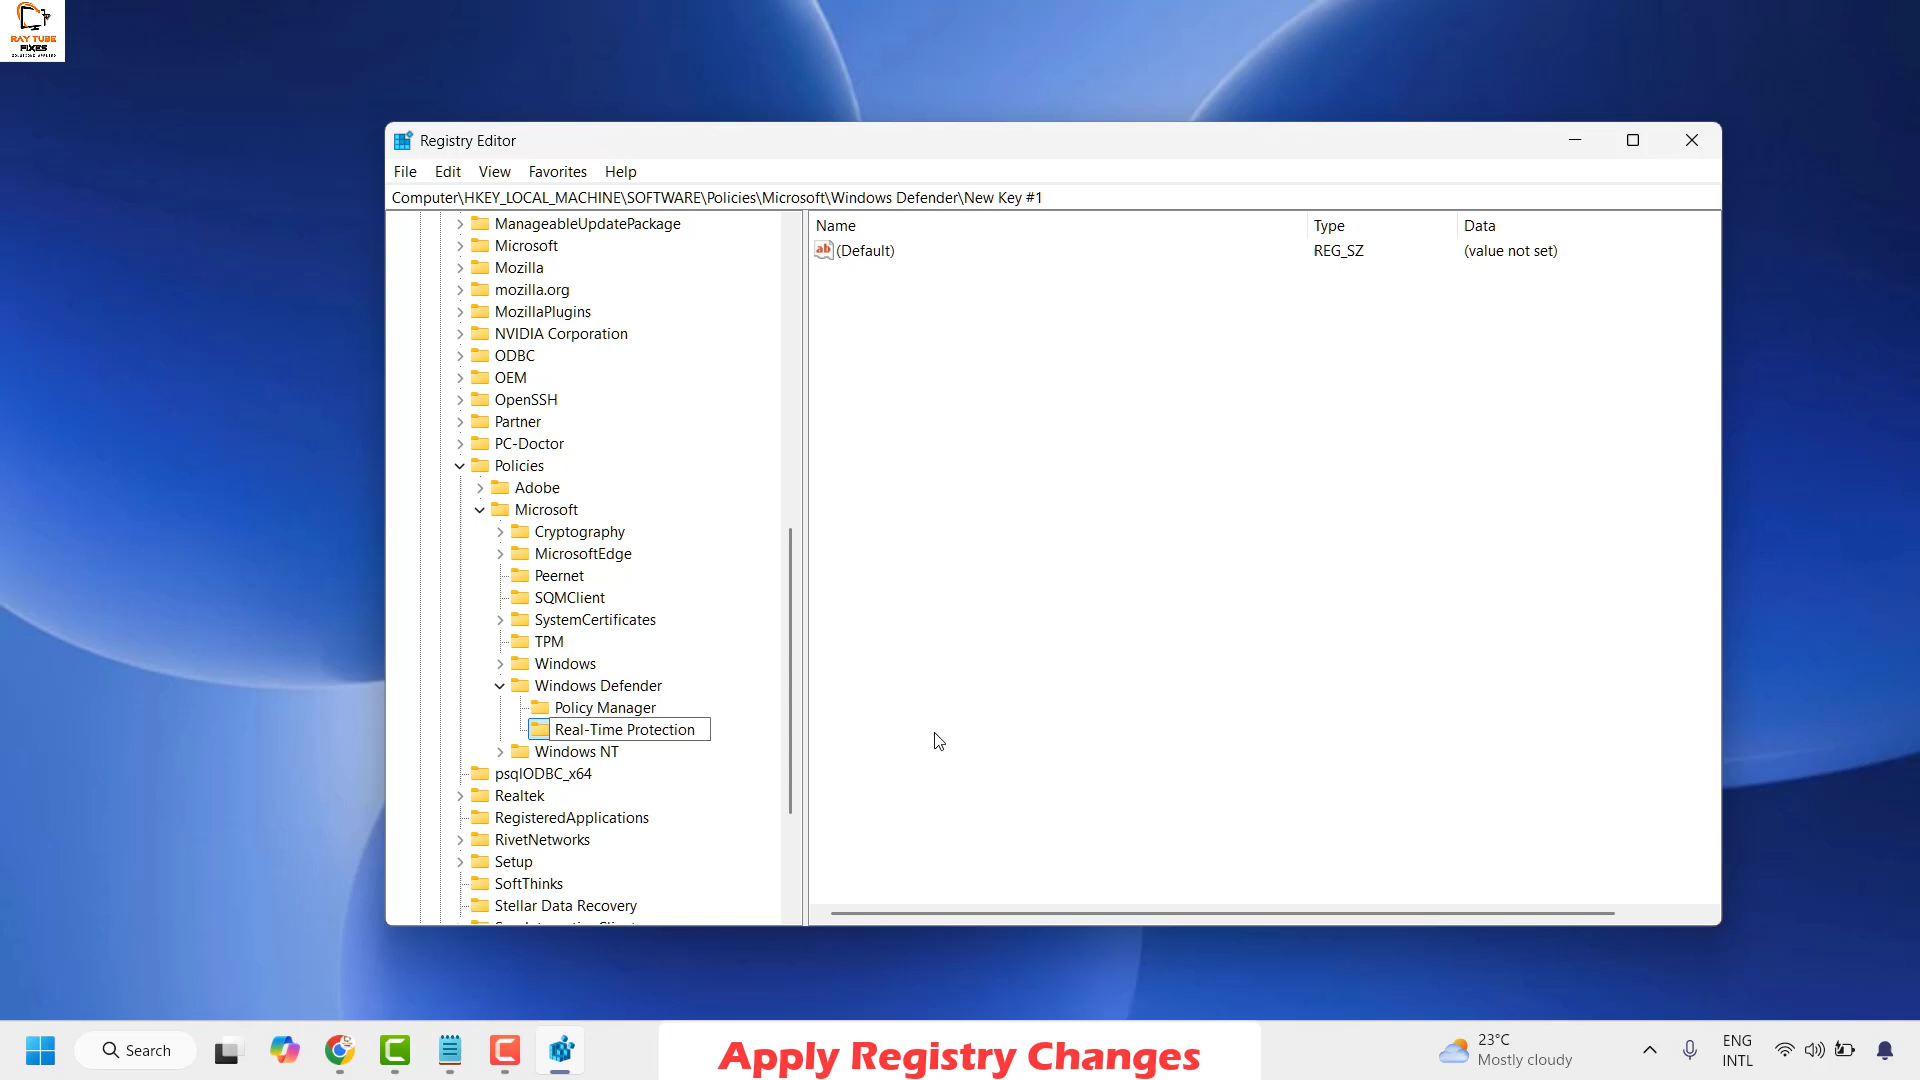 RAY TUBE
FIXES
Registry Editor
File Edit View Favorites Help
Computer\HKEY_LOCAL_MACHINE\SOFTWARE\Policies\Microsoft\Windows Defender\New Key #1
Name Type Data
ab (Default) REG_SZ (value not set)
ManageableUpdatePackage
Microsoft
Mozilla
mozilla.org
MozillaPlugins
NVIDIA Corporation
ODBC
OEM
OpenSSH
Partner
PC-Doctor
Policies
Adobe
Microsoft
Cryptography
MicrosoftEdge
Peernet
SQMClient
SystemCertificates
TPM
Windows
Windows Defender
Policy Manager
Real-Time Protection
Windows NT
psqlODBC_x64
Realtek
RegisteredApplications
RivetNetworks
Setup
SoftThinks
Stellar Data Recovery
Search
Apply Registry Changes
23°C
Mostly cloudy
ENG
INTL